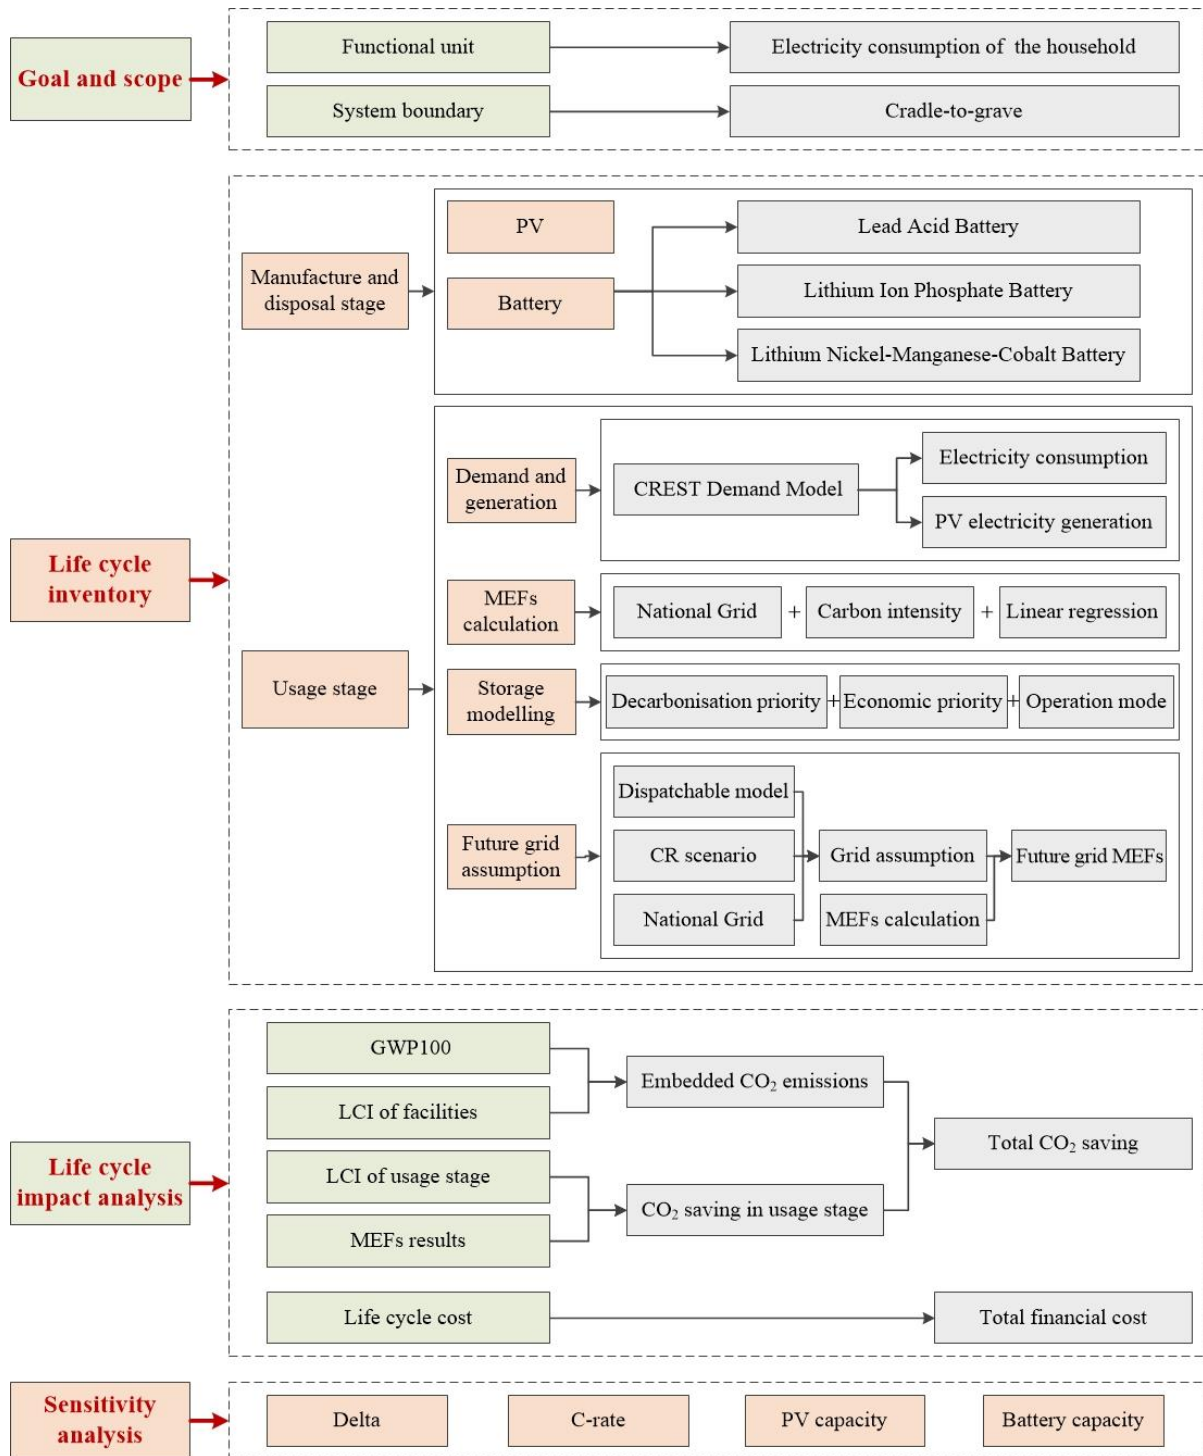 Goal and scope
Functional unit
Electricity consumption of the household
System boundary
Cradle-to-grave
Life cycle
inventory
Manufacture and
disposal stage
PV
Battery
Lead Acid Battery
Lithium Ion Phosphate Battery
Lithium Nickel-Manganese-Cobalt Battery
Usage stage
Demand and
generation
CREST Demand Model
Electricity consumption
PV electricity generation
MEFs
calculation
National Grid + Carbon intensity + Linear regression
Storage
modelling
Decarbonisation priority + Economic priority + Operation mode
Future grid
assumption
Dispatchable model
CR scenario
National Grid
Grid assumption
MEFs calculation
Future grid MEFs
Life cycle
impact analysis
GWP100
LCI of facilities
Embedded CO₂ emissions
LCI of usage stage
MEFs results
CO₂ saving in usage stage
Total CO₂ saving
Life cycle cost
Total financial cost
Sensitivity
analysis
Delta
C-rate
PV capacity
Battery capacity